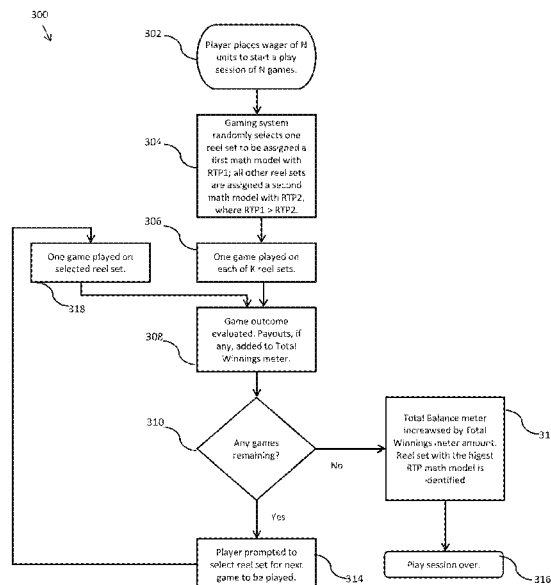 300
302
Player places wager of N
units to start a play
session of N games.
304
Gaming system
randomly selects one
reel set to be assigned a
first math model with
RTP1; all other reel sets
are assigned a second
math model with RTP2,
where RTP1 > RTP2.
306
One game played on
selected reel set.
318
One game played on
each of K reel sets.
308
Game outcome
evaluated. Payouts, if
any, added to Total
Winnings meter.
310
Any games
remaining?
No
Yes
Total Balance meter
increawsed by Total
Winnings meter amount.
Reel set with the higest
RTP math model is
identified
31
Player prompted to
select reel set for next
game to be played.
314
Play session over.
316